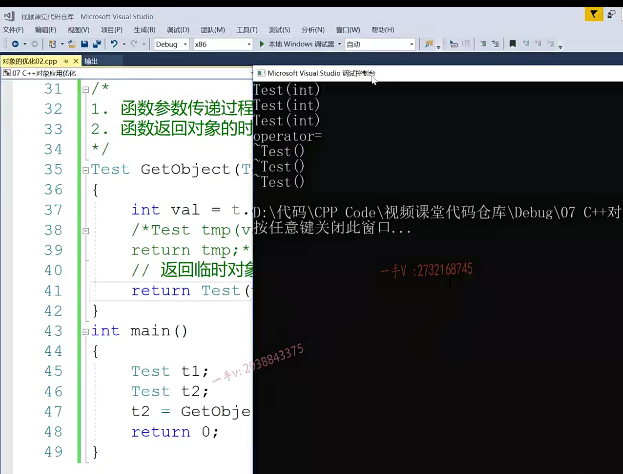 视频课堂代码仓库 - Microsoft Visual Studio
文件(F) 编辑(E) 视图(V) 项目(P) 生成(B) 调试(D) 团队(M) 工具(T) 测试(S) 分析(N) 窗口(W) 帮助(H)
Debug x86 本地 Windows 调试器 自动
对象的优化02.cpp 输出
07 C++对象应用优化
Microsoft Visual Studio 调试控制台
31 /*
32 1. 函数参数传递过程
33 2. 函数返回对象的时
34 */
35 Test GetObject(T
36 {
37 int val = t.
38 /*Test tmp(v
39 return tmp;*
40 // 返回临时对象
41 return Test(
42 }
43 int main()
44 {
45 Test t1;
46 Test t2;
47 t2 = GetObje
48 return 0;
49 }
Test(int)
Test(int)
Test(int)
operator=
~Test()
~Test()
~Test()
D:\代码\CPP Code\视频课堂代码仓库\Debug\07 C++对
按任意键关闭此窗口...
一手V :2732168745
一手v: 2938843375